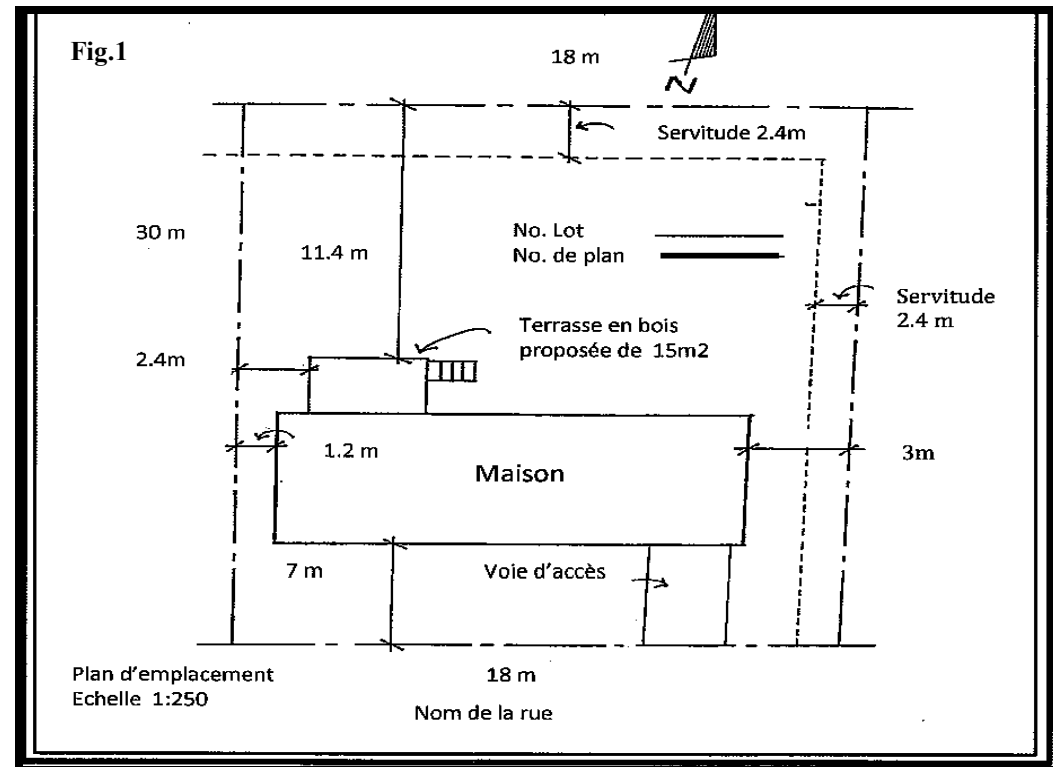 Fig.1
18 m
N
Servitude 2.4m
30 m
11.4 m
No. Lot
No. de plan
Servitude
2.4 m
Terrasse en bois
proposée de 15m2
2.4m
1.2 m
Maison
3m
7 m
Voie d'accès
Plan d'emplacement
Echelle 1:250
18 m
Nom de la rue